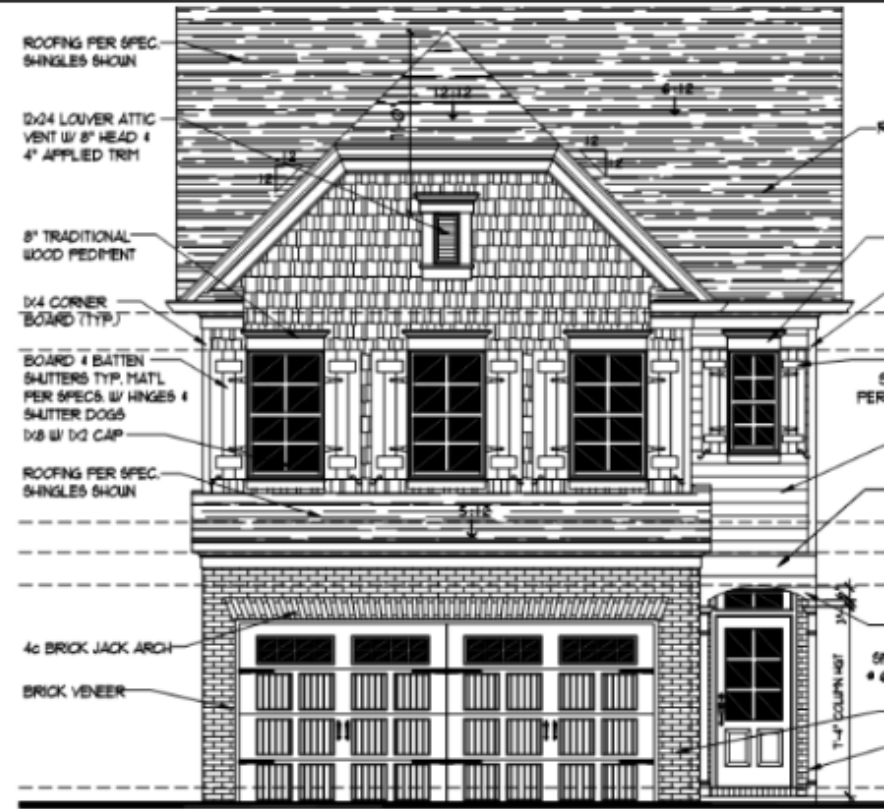 ROOFING PER SPEC.
SHINGLES SHOWN
12x24 LOUVER ATTIC
VENT W/ 8" HEAD &
4" APPLIED TRIM
8" TRADITIONAL
WOOD PEDIMENT
1X4 CORNER
BOARD (TYP.)
BOARD & BATTEN
SHUTTERS TYP. MAT'L
PER SPECS. W/ HINGES &
SHUTTER DOGS
1X8 W/ 1X2 CAP
ROOFING PER SPEC.
SHINGLES SHOWN
4c BRICK JACK ARCH
BRICK VENEER
12:12
6:12
12
12
12
12
5:12
7'-4" COLUMN HGT
R
S
PER
SP